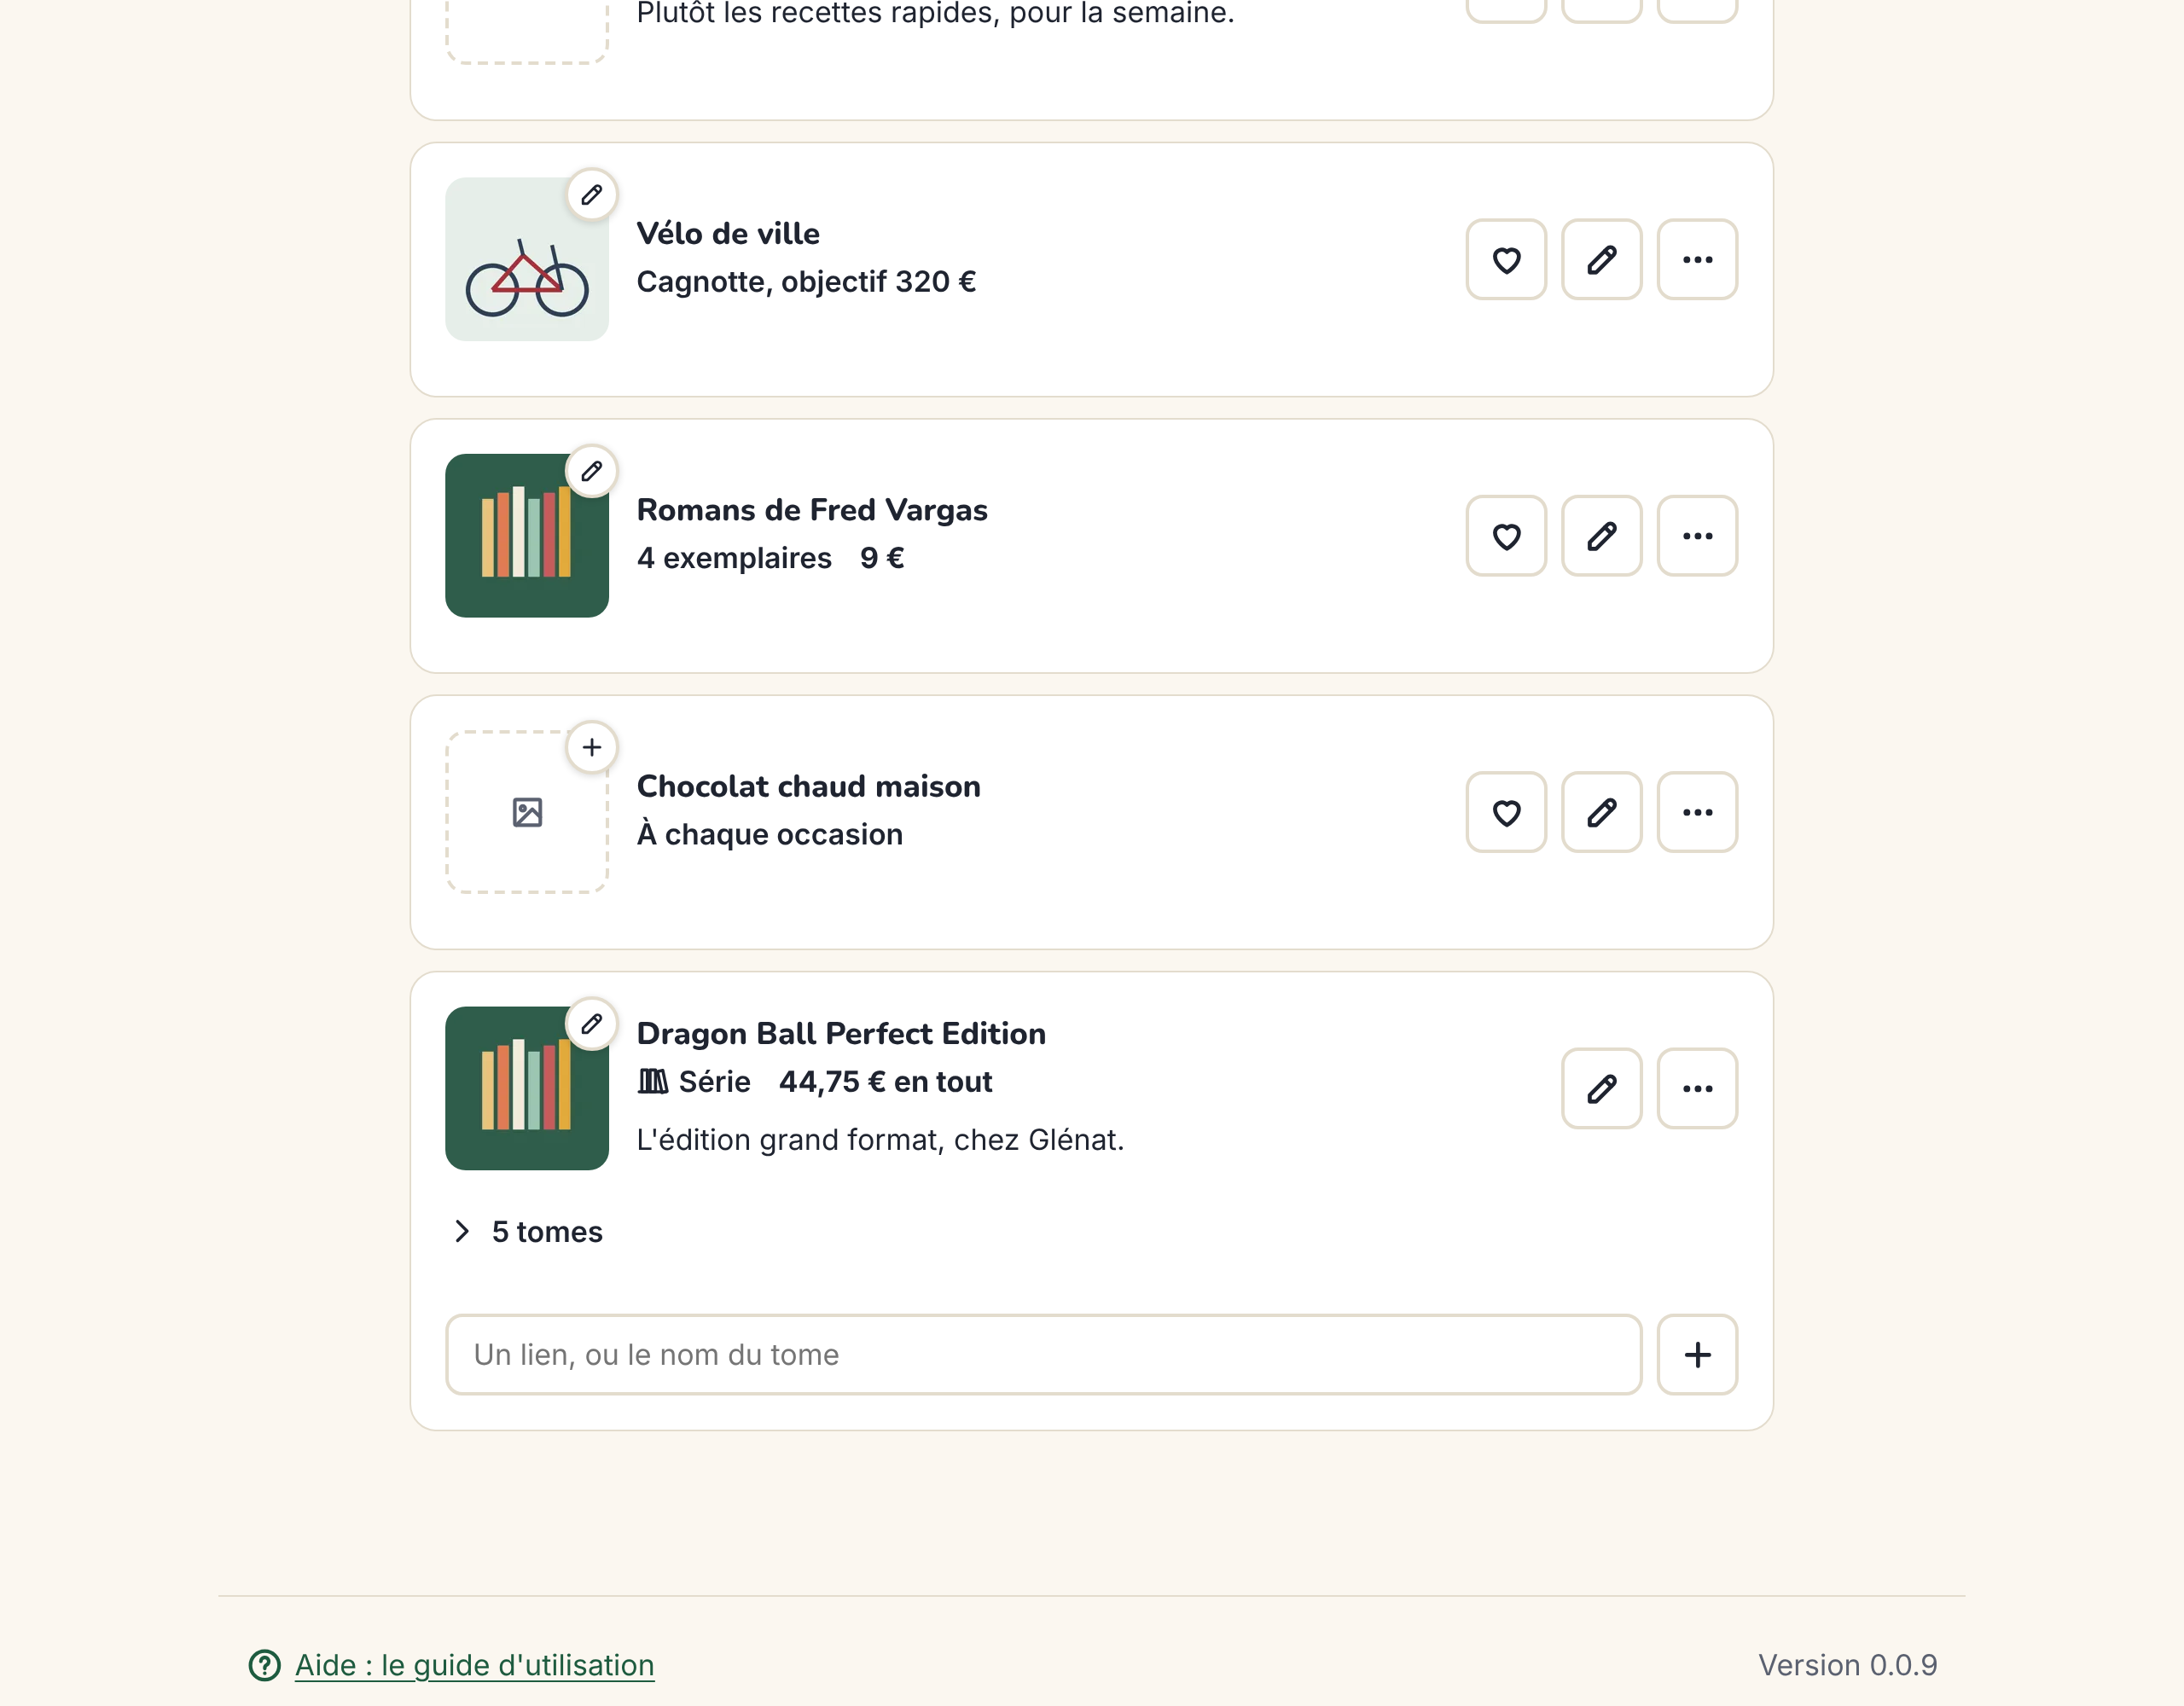 Plutôt les recettes rapides, pour la semaine.
Vélo de ville
Cagnotte, objectif 320 €
Romans de Fred Vargas
4 exemplaires 9 €
Chocolat chaud maison
À chaque occasion
Dragon Ball Perfect Edition
Série 44,75 € en tout
L'édition grand format, chez Glénat.
5 tomes
Un lien, ou le nom du tome
Aide : le guide d'utilisation
Version 0.0.9